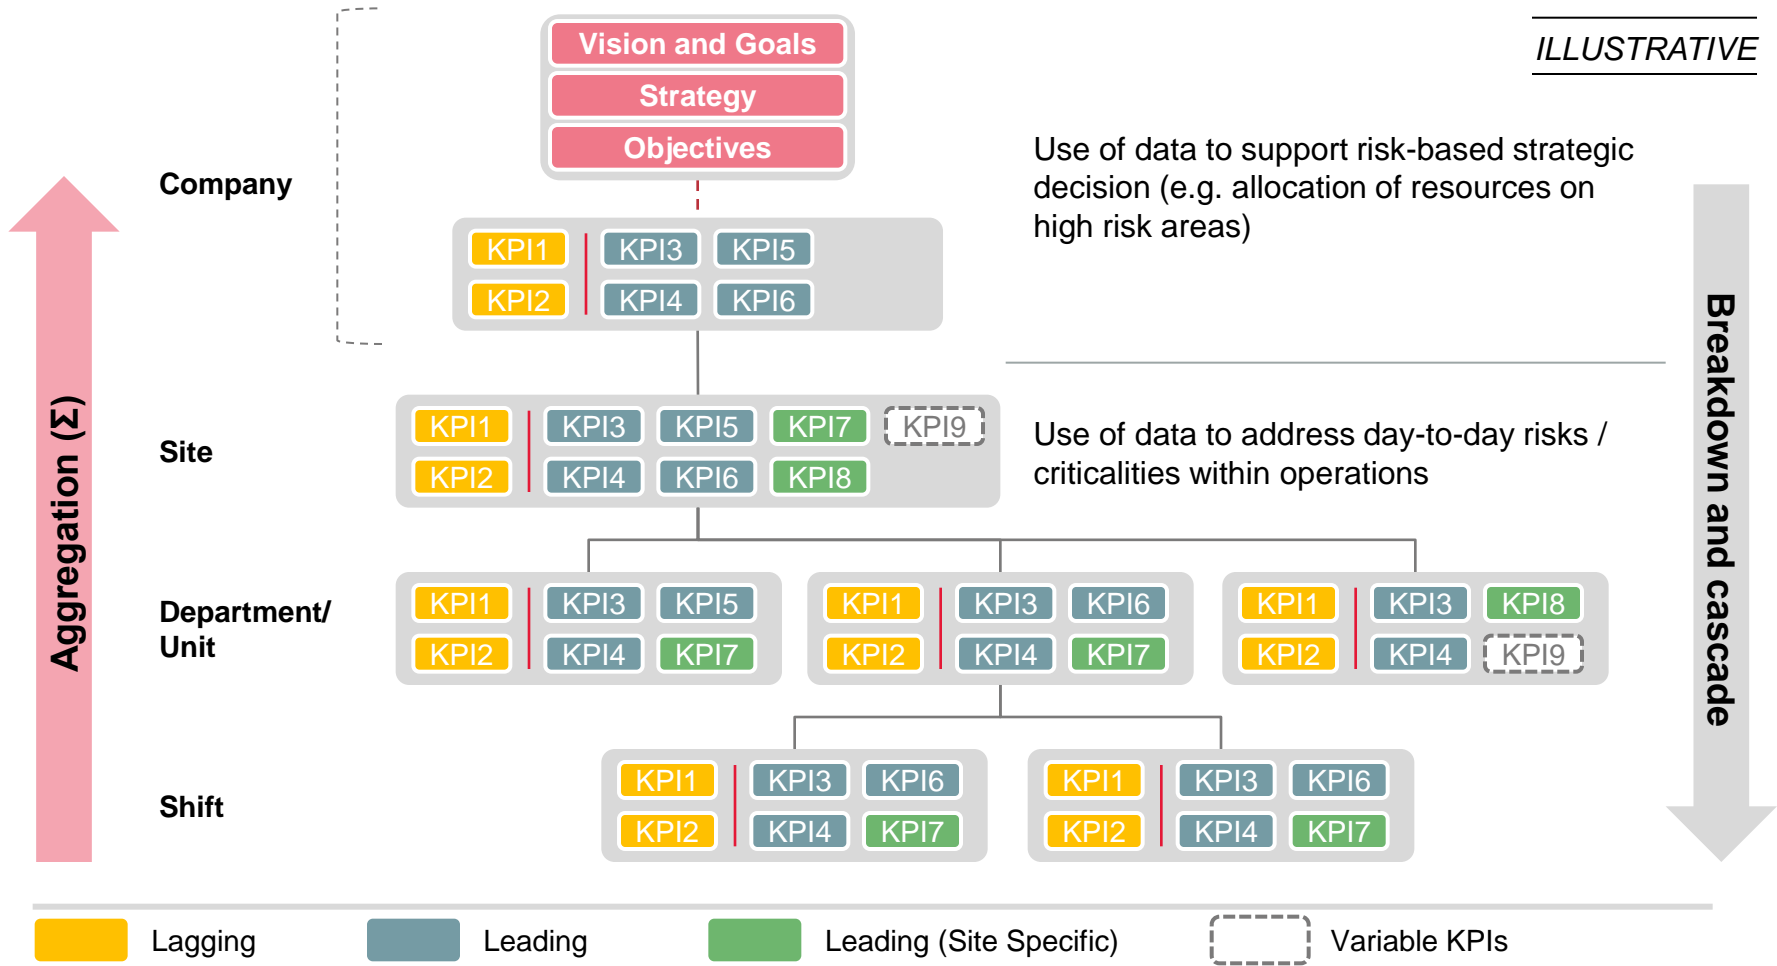 Vision and Goals
Strategy
Objectives
ILLUSTRATIVE
Company
Use of data to support risk-based strategic
decision (e.g. allocation of resources on
high risk areas)
KPI1 KPI3 KPI5
KPI2 KPI4 KPI6
Aggregation (Σ)
Breakdown and cascade
Site
KPI1 KPI3 KPI5 KPI7 KPI9
KPI2 KPI4 KPI6 KPI8
Use of data to address day-to-day risks /
criticalities within operations
Department/
Unit
KPI1 KPI3 KPI5
KPI2 KPI4 KPI7
KPI1 KPI3 KPI6
KPI2 KPI4 KPI7
KPI1 KPI3 KPI8
KPI2 KPI4 KPI9
Shift
KPI1 KPI3 KPI6
KPI2 KPI4 KPI7
KPI1 KPI3 KPI6
KPI2 KPI4 KPI7
Lagging
Leading
Leading (Site Specific)
Variable KPIs